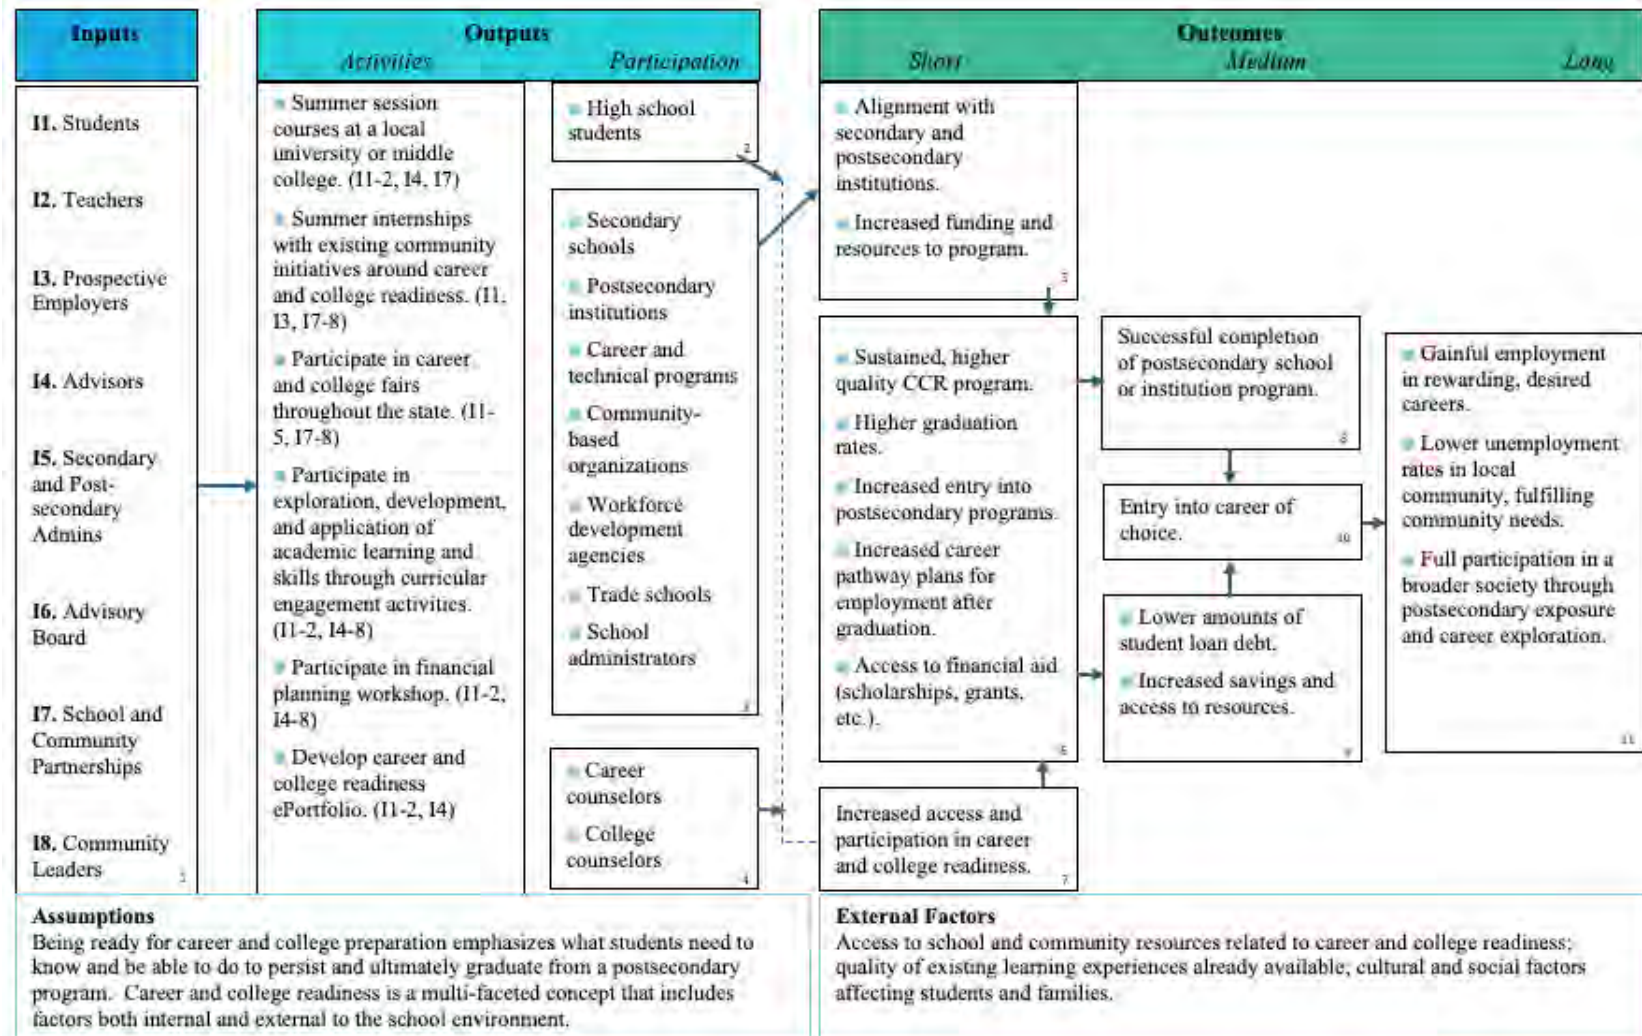 Inputs
I1. Students
I2. Teachers
I3. Prospective
Employers
I4. Advisors
I5. Secondary
and Post-
secondary
Admins
I6. Advisory
Board
I7. School and
Community
Partnerships
I8. Community
Leaders
Outputs
Activities
Participation
Summer session
courses at a local
university or middle
college. (I1-2, I4, I7)
Summer internships
with existing community
initiatives around career
and college readiness. (I1,
I3, I7-8)
Participate in career
and college fairs
throughout the state. (I1-
5, I7-8)
Participate in
exploration, development,
and application of
academic learning and
skills through curricular
engagement activities.
(I1-2, I4-8)
Participate in financial
planning workshop. (I1-2,
I4-8)
Develop career and
college readiness
ePortfolio. (I1-2, I4)
High school
students
2
Secondary
schools
Postsecondary
institutions
Career and
technical programs
Community-
based
organizations
Workforce
development
agencies
Trade schools
School
administrators
Career
counselors
College
counselors
4
Outcomes
Short
Medium
Long
Alignment with
secondary and
postsecondary
institutions.
Increased funding and
resources to program.
Sustained, higher
quality CCR program.
Higher graduation
rates.
Increased entry into
postsecondary programs.
Increased career
pathway plans for
employment after
graduation.
Access to financial aid
(scholarships, grants,
etc.).
Increased access and
participation in career
and college readiness.
7
Successful completion
of postsecondary school
or institution program.
Entry into career of
choice.
10
Lower amounts of
student loan debt.
Increased savings and
access to resources.
9
Gainful employment
in rewarding, desired
careers.
Lower unemployment
rates in local
community, fulfilling
community needs.
Full participation in a
broader society through
postsecondary exposure
and career exploration.
11
Assumptions
Being ready for career and college preparation emphasizes what students need to
know and be able to do to persist and ultimately graduate from a postsecondary
program. Career and college readiness is a multi-faceted concept that includes
factors both internal and external to the school environment.
External Factors
Access to school and community resources related to career and college readiness;
quality of existing learning experiences already available; cultural and social factors
affecting students and families.